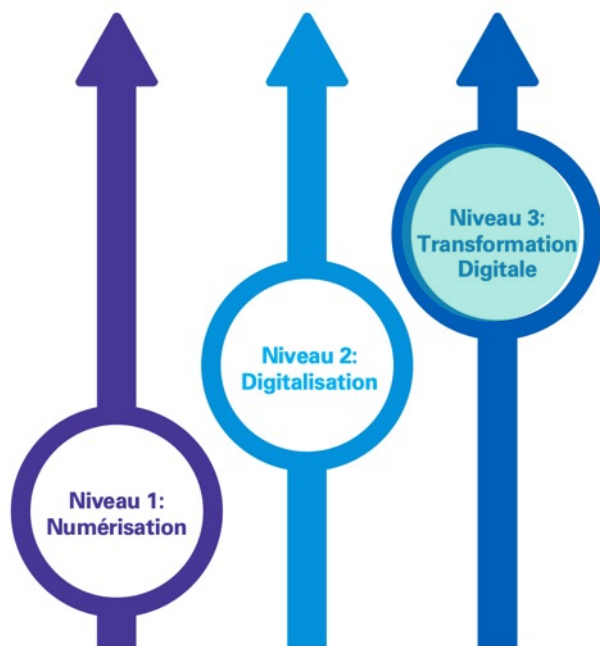 Niveau 1:
Numérisation
Niveau 2:
Digitalisation
Niveau 3:
Transformation
Digitale